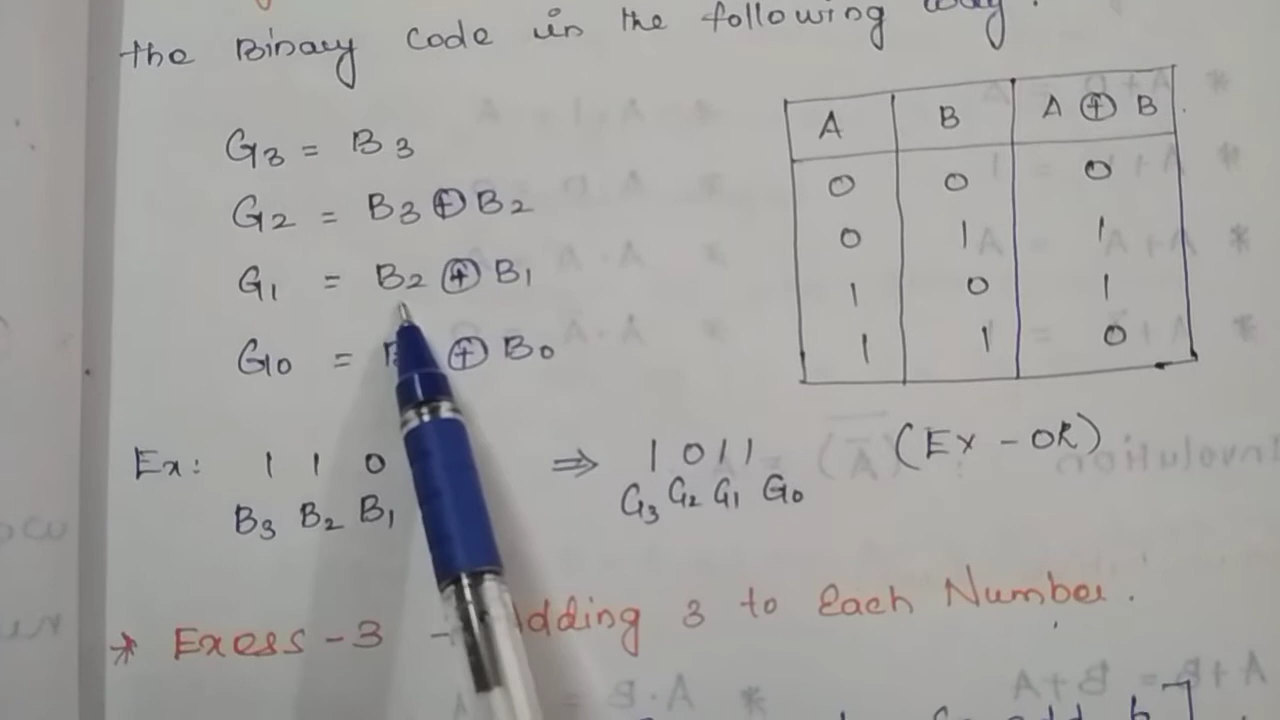 the Binary Code in the following way.
G3 = B3
G2 = B3 ⊕ B2
G1 = B2 ⊕ B1
G0 = B ⊕ B0
A B A ⊕ B
0 0 0
0 1 1
1 0 1
1 1 0
(EX - OR)
Ex: 1 1 0 ⇒ 1 0 1 1
B3 B2 B1 G3 G2 G1 G0
* Exess - 3 - Adding 3 to Each Number.